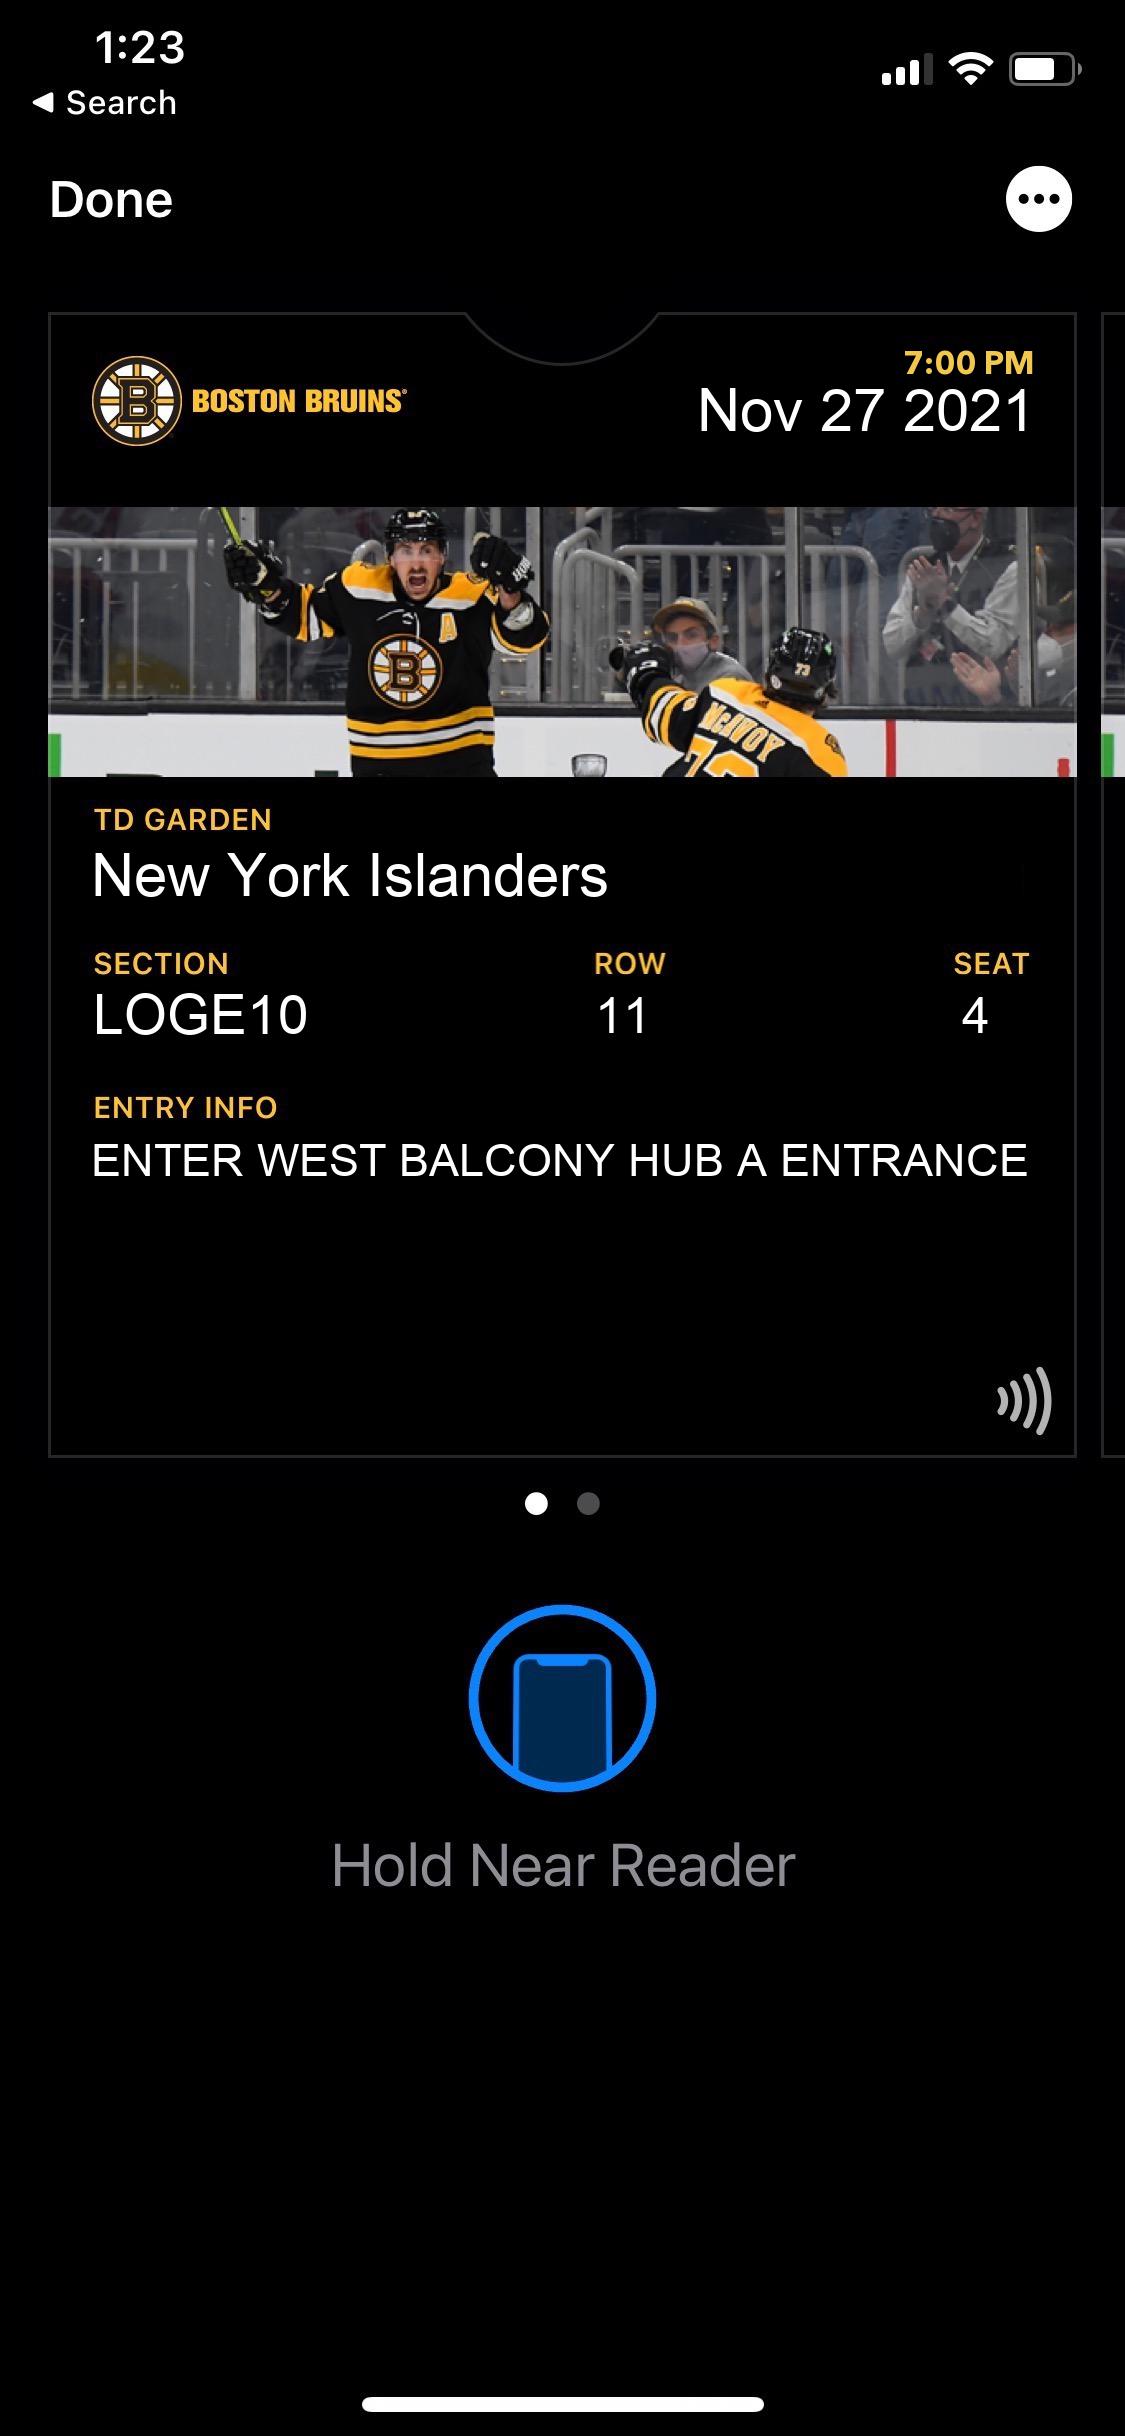 1:23
◀ Search
Done
7:00 PM
B BOSTON BRUINS®
Nov 27 2021
A
B
73
McAVOY
73
TD GARDEN
New York Islanders
SECTION ROW SEAT
LOGE10 11 4
ENTRY INFO
ENTER WEST BALCONY HUB A ENTRANCE
Hold Near Reader